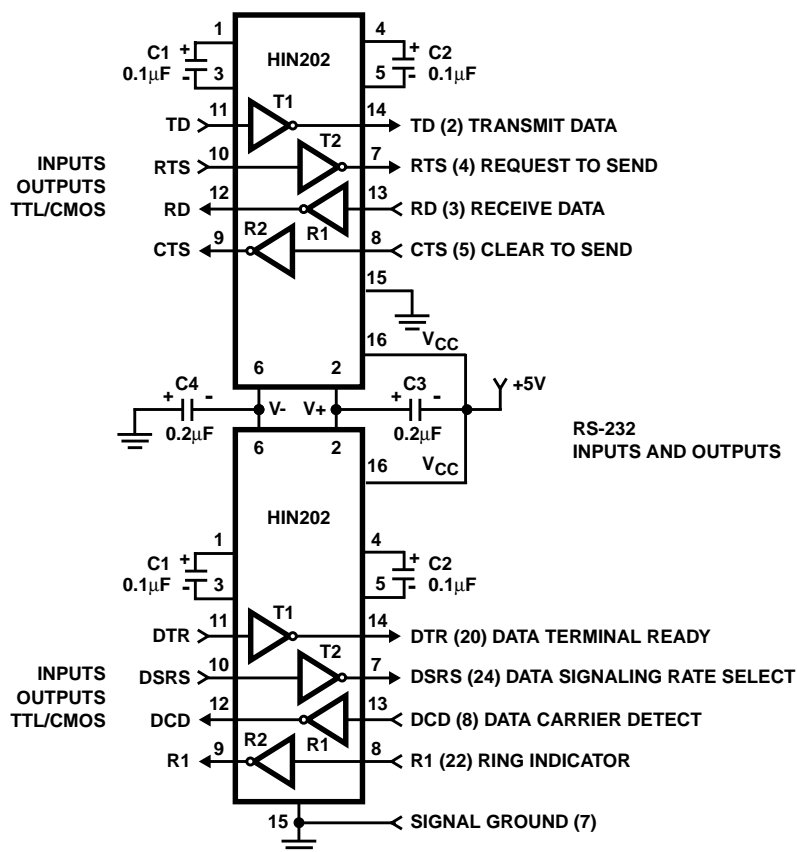 1
4
C1 +
0.1µF -
3
HIN202
+ C2
- 0.1µF
5
T1
11
14
TD
TD (2) TRANSMIT DATA
T2
10
7
INPUTS
OUTPUTS
TTL/CMOS
RTS
RTS (4) REQUEST TO SEND
12
13
RD
RD (3) RECEIVE DATA
R2
R1
9
8
CTS
CTS (5) CLEAR TO SEND
15
16
VCC
6
2
+5V
+ C4 -
0.2µF
V-
V+
+ C3 -
0.2µF
RS-232
INPUTS AND OUTPUTS
6
2
16
VCC
HIN202
1
4
C1 +
0.1µF -
3
+ C2
- 0.1µF
5
T1
11
14
DTR
DTR (20) DATA TERMINAL READY
T2
10
7
INPUTS
OUTPUTS
TTL/CMOS
DSRS
DSRS (24) DATA SIGNALING RATE SELECT
12
13
DCD
DCD (8) DATA CARRIER DETECT
R2
R1
9
8
R1
R1 (22) RING INDICATOR
15
SIGNAL GROUND (7)